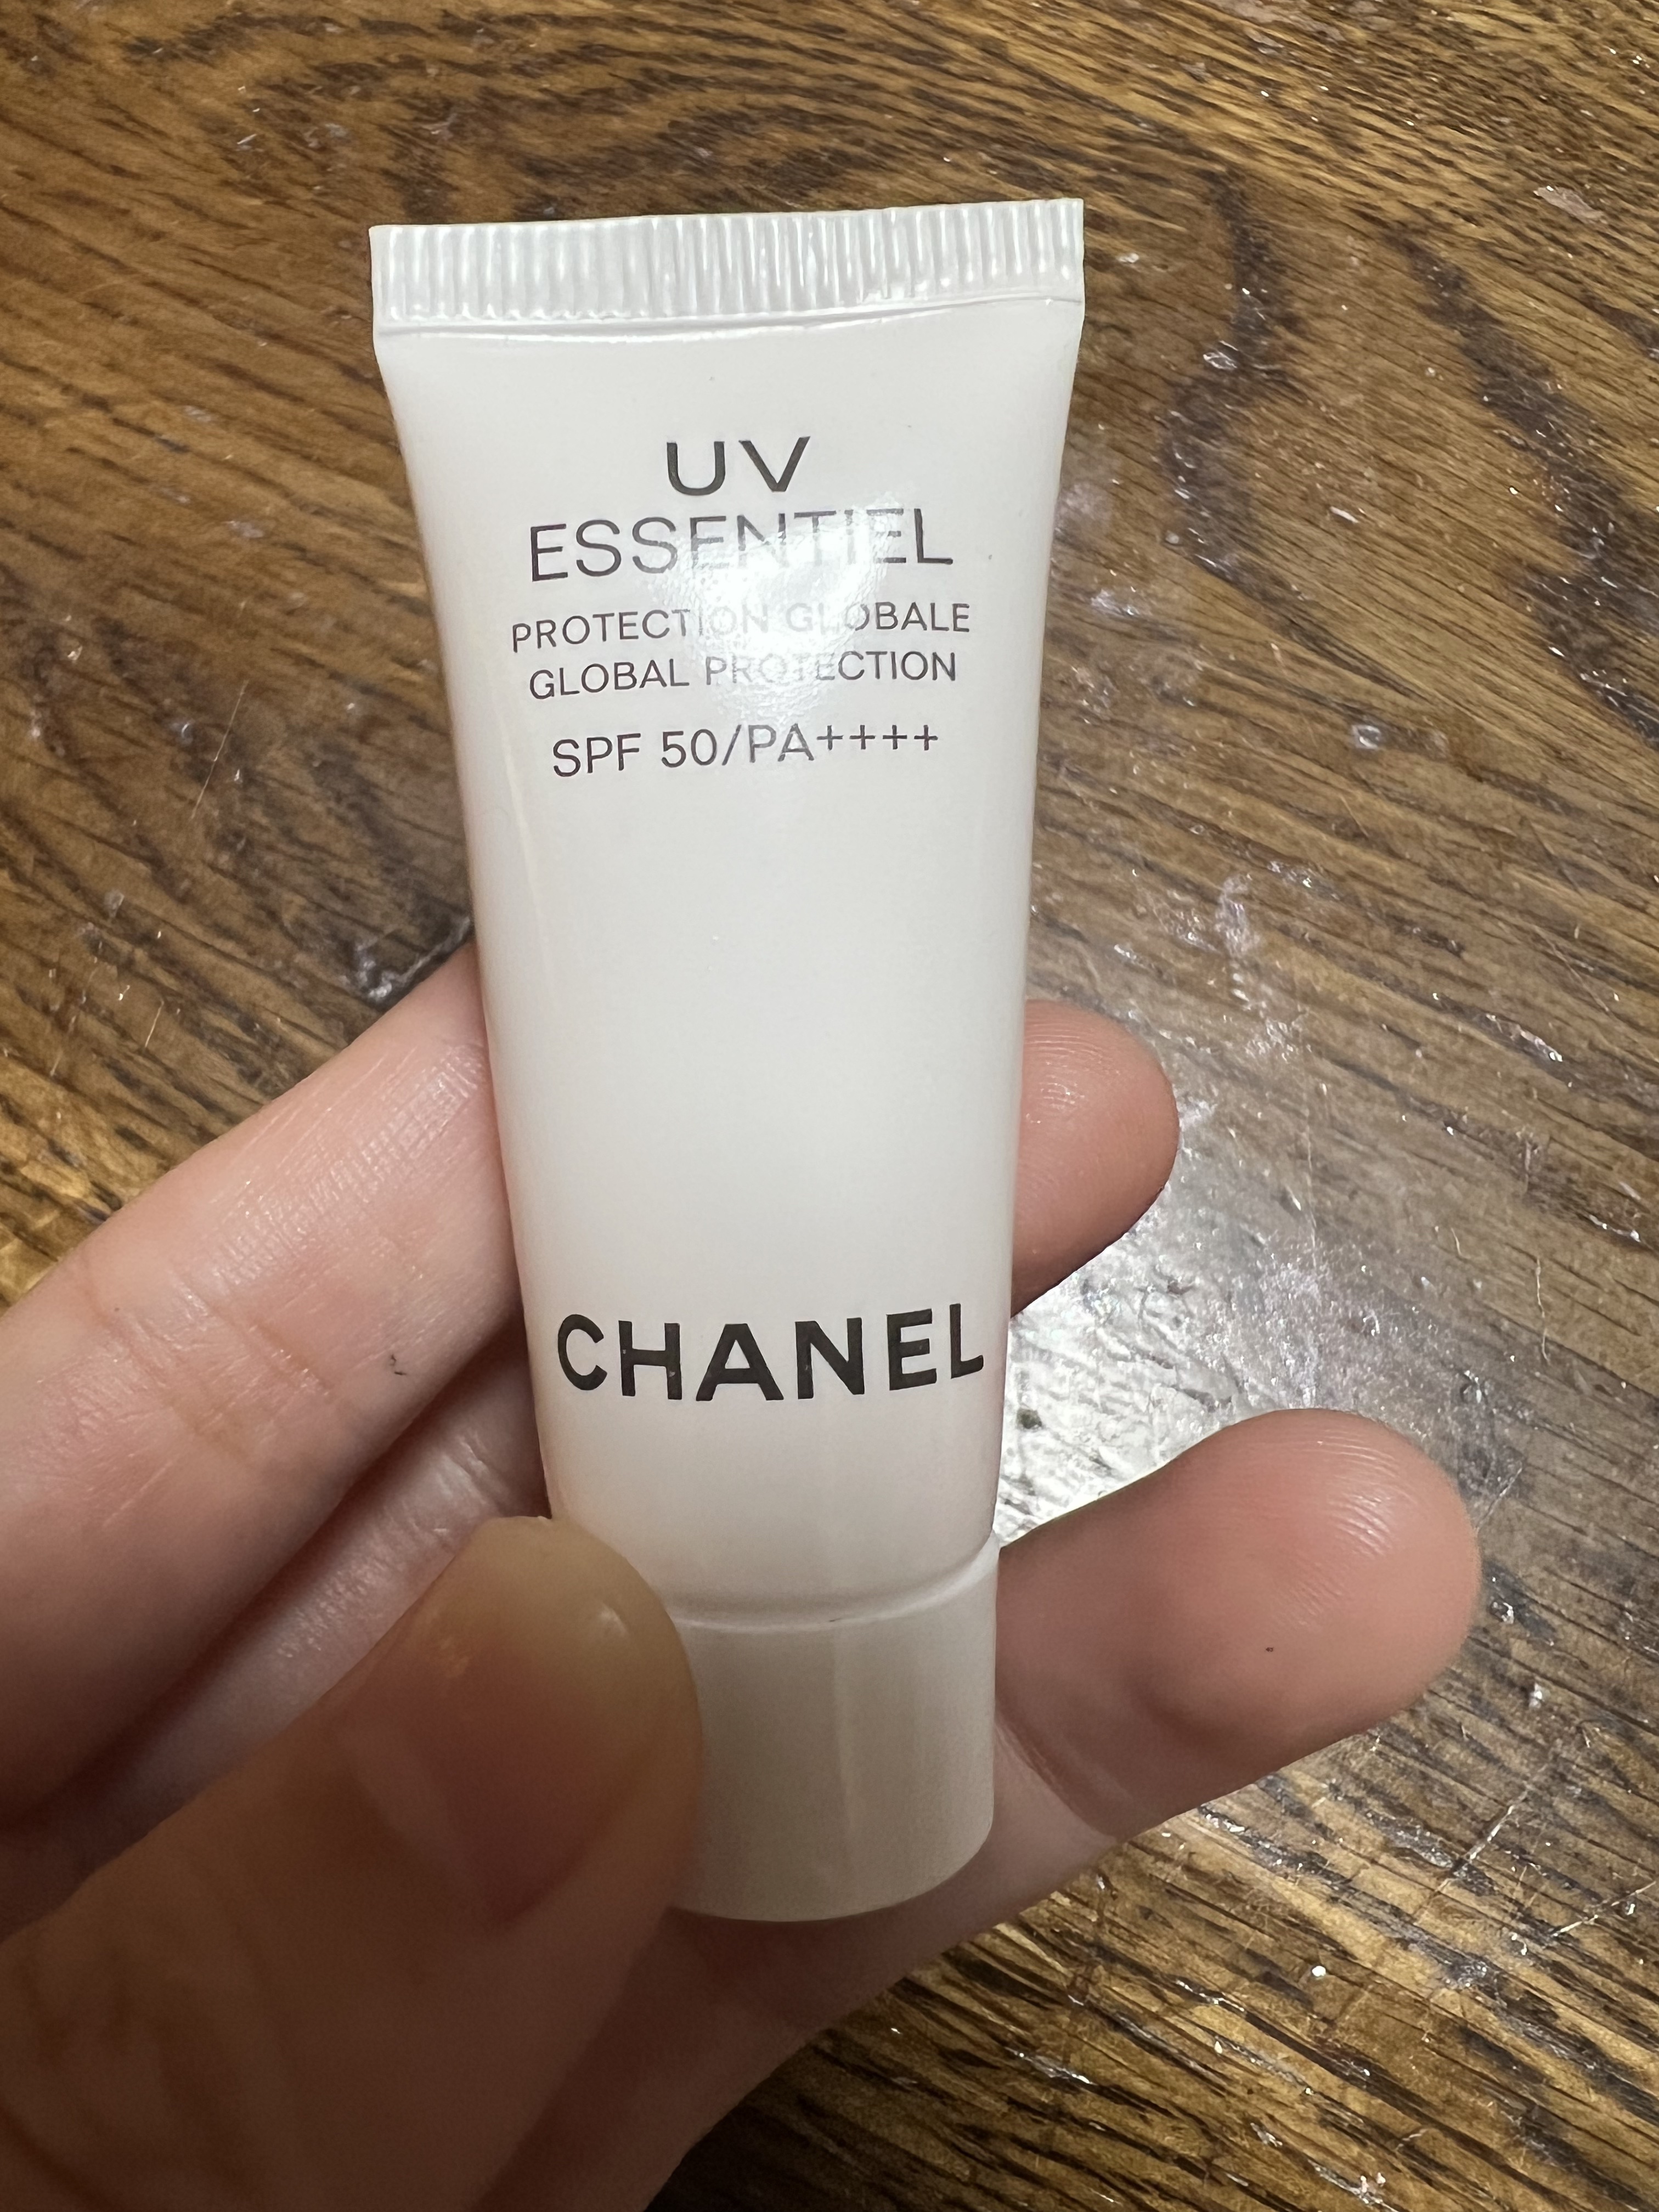 UV
ESSENTIEL
PROTECTION GLOBALE
GLOBAL PROTECTION
SPF 50/PA++++
CHANEL